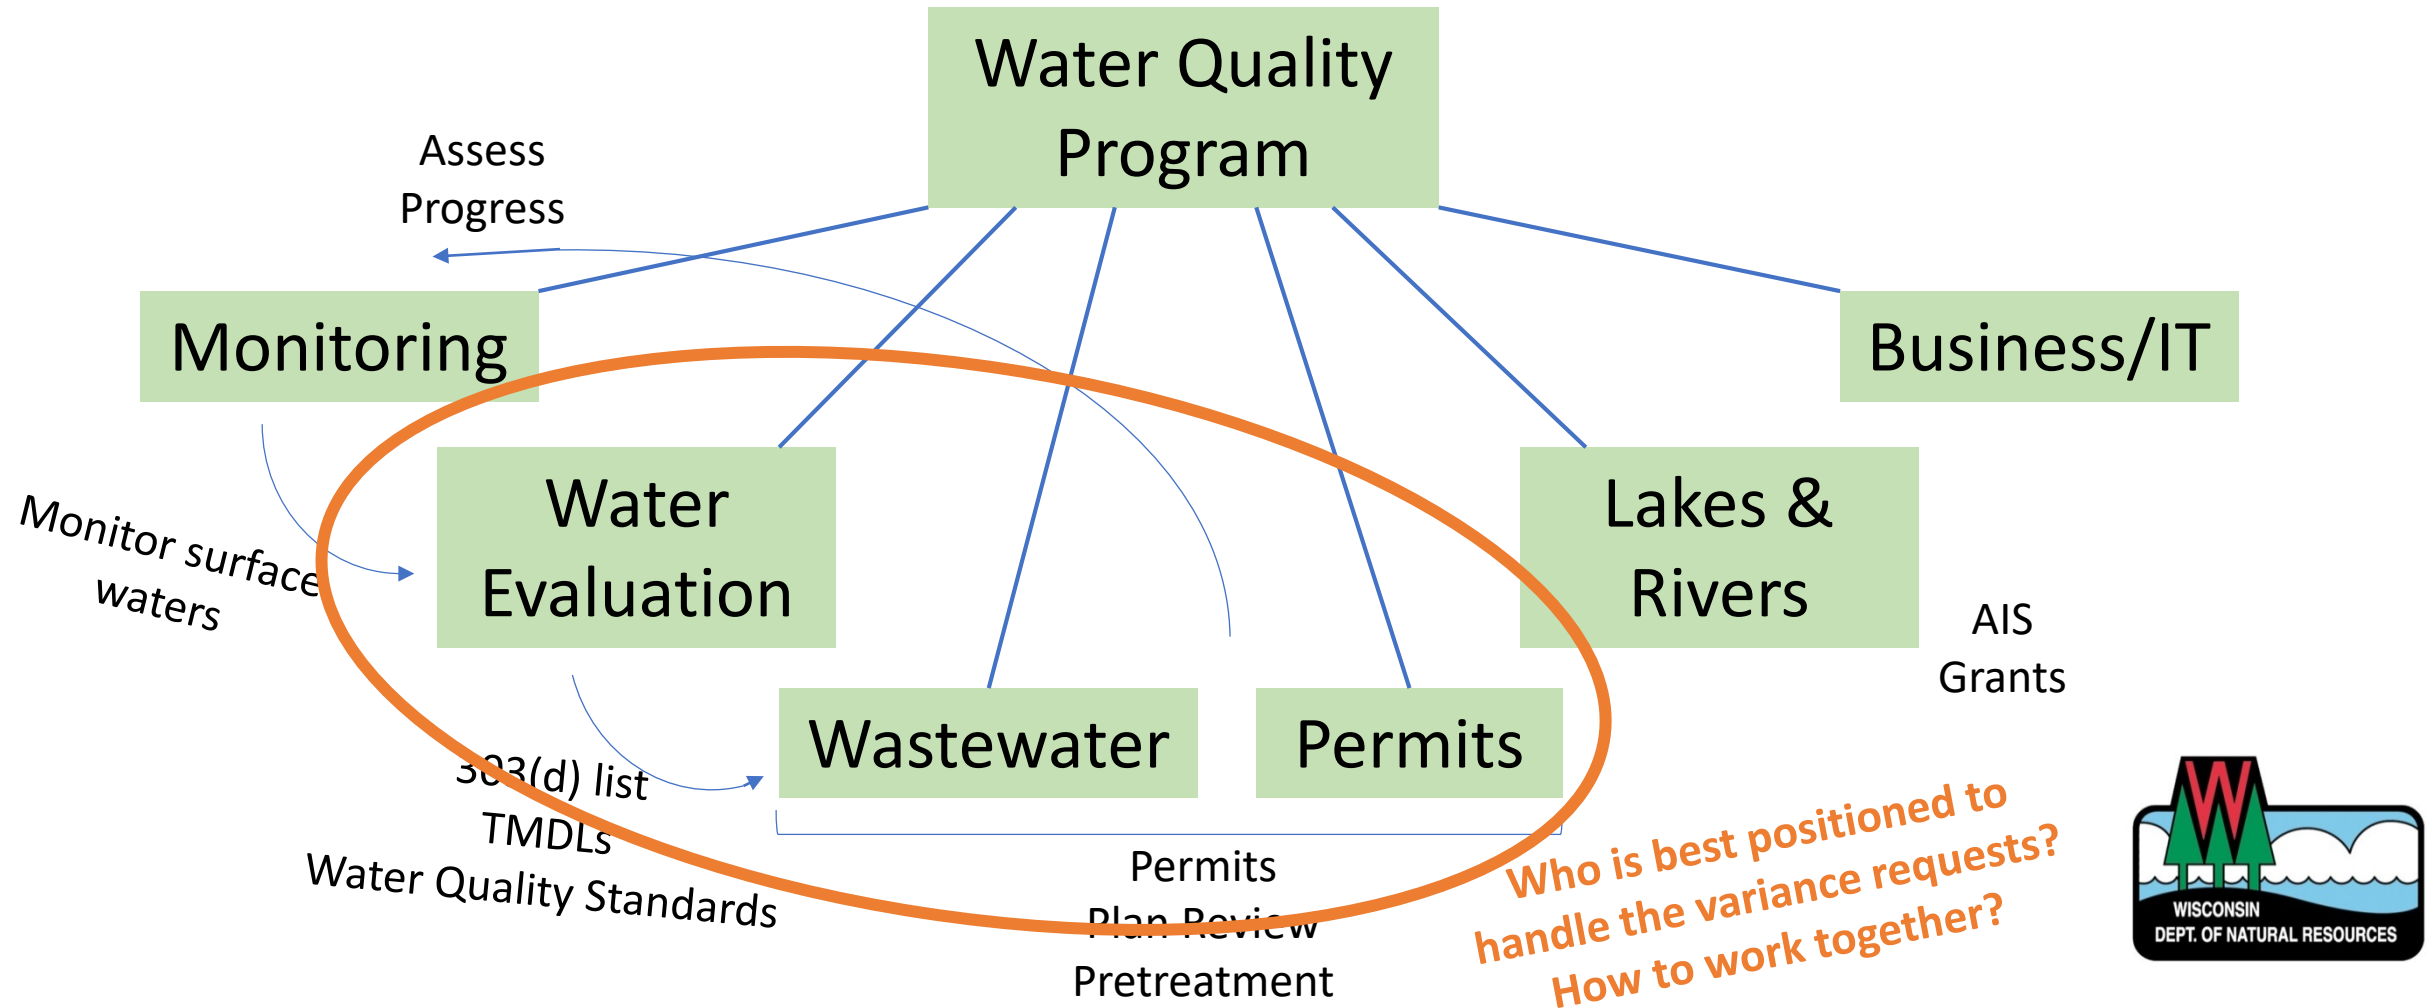 Water Quality
Program
Assess
Progress
Monitoring
Business/IT
Water
Evaluation
Lakes &
Rivers
Monitor surface
waters
AIS
Grants
Wastewater
Permits
303(d) list
TMDLs
Water Quality Standards
Permits
Plan Review
Pretreatment
Who is best positioned to
handle the variance requests?
How to work together?
W
WISCONSIN
DEPT. OF NATURAL RESOURCES